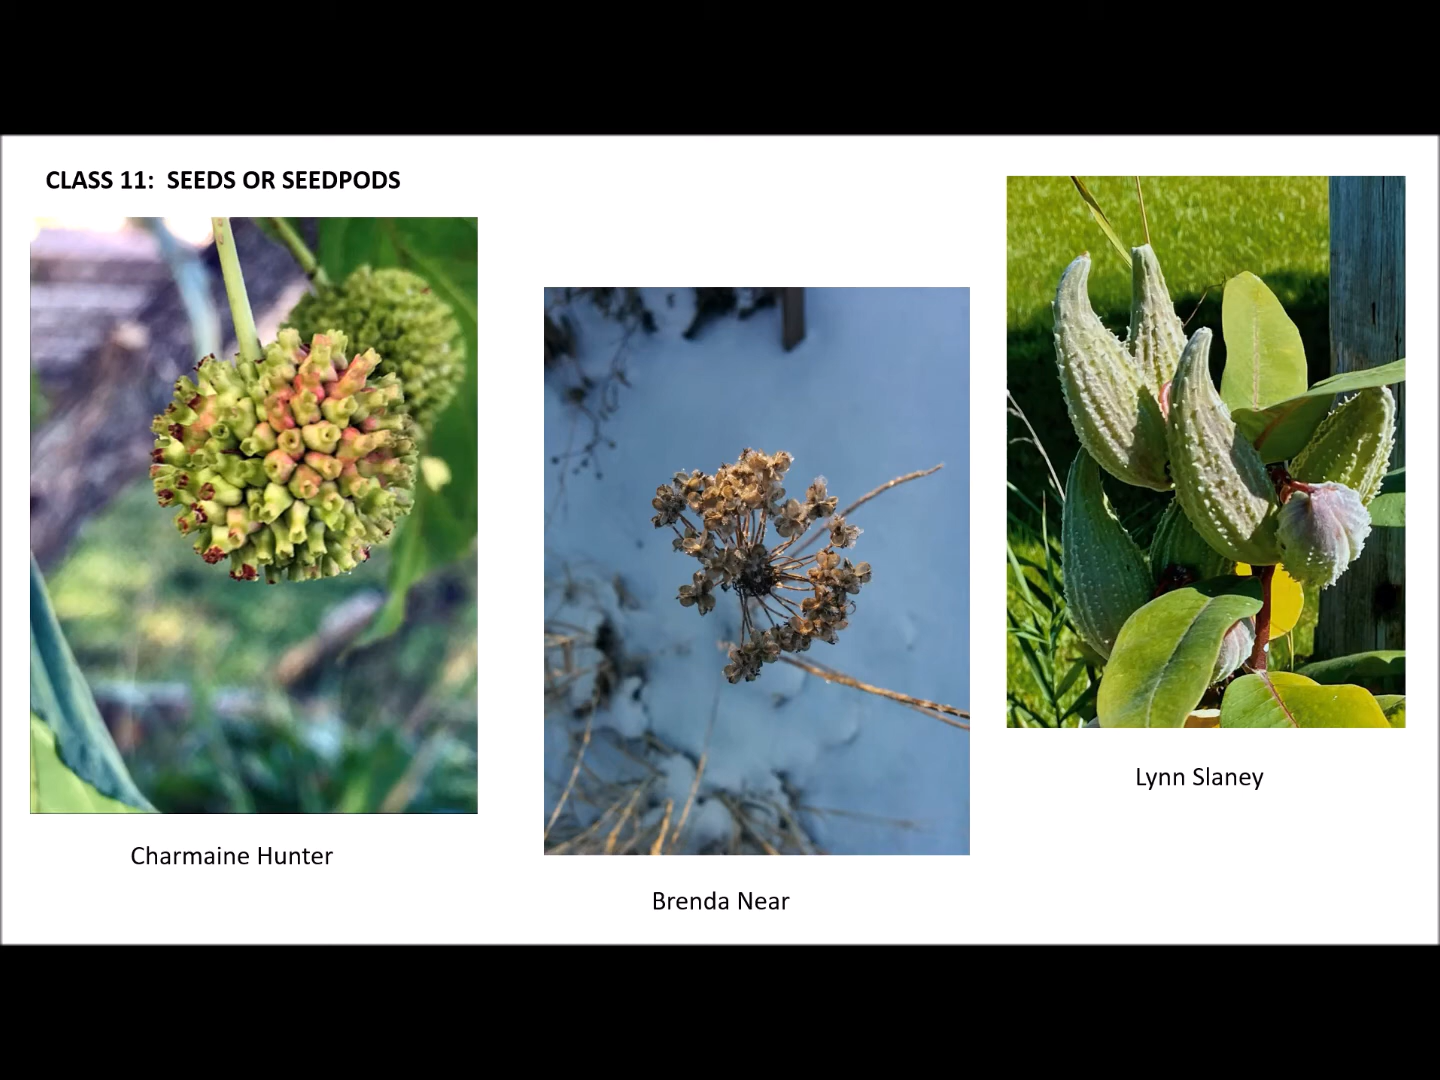 CLASS 11:  SEEDS OR SEEDPODS
Charmaine Hunter
Brenda Near
Lynn Slaney